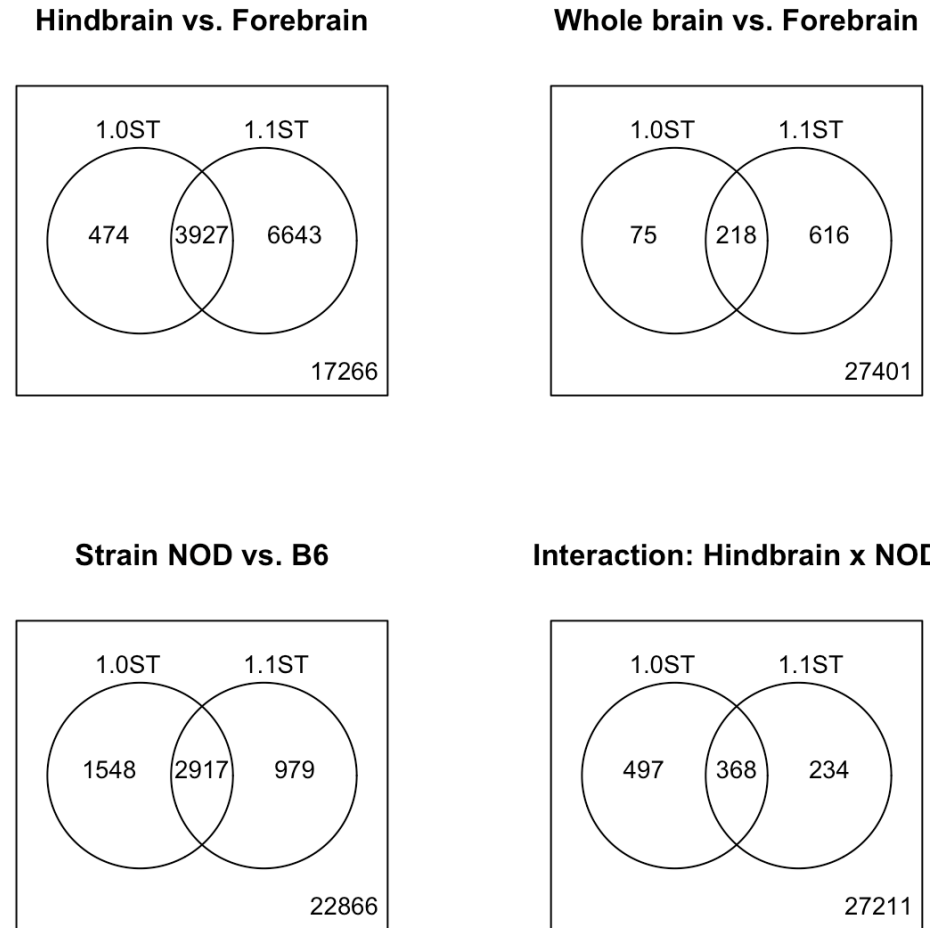 Hindbrain vs. Forebrain
1.0ST 1.1ST
474 3927 6643
17266
Whole brain vs. Forebrain
1.0ST 1.1ST
75 218 616
27401
Strain NOD vs. B6
1.0ST 1.1ST
1548 2917 979
22866
Interaction: Hindbrain x NOD
1.0ST 1.1ST
497 368 234
27211